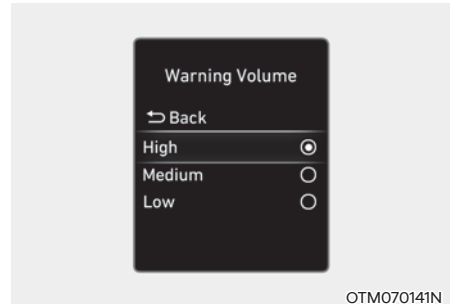 Warning Volume
Back
High
Medium
Low
OTM070141N